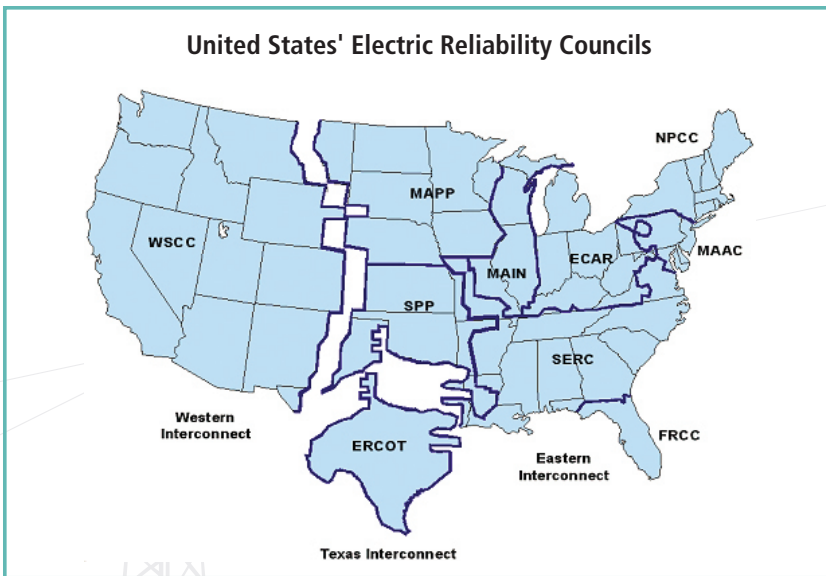 United States' Electric Reliability Councils
NPCC
MAPP
WSCC
MAAC
ECAR
MAIN
SPP
SERC
Western
Interconnect
FRCC
ERCOT
Eastern
Interconnect
Texas Interconnect